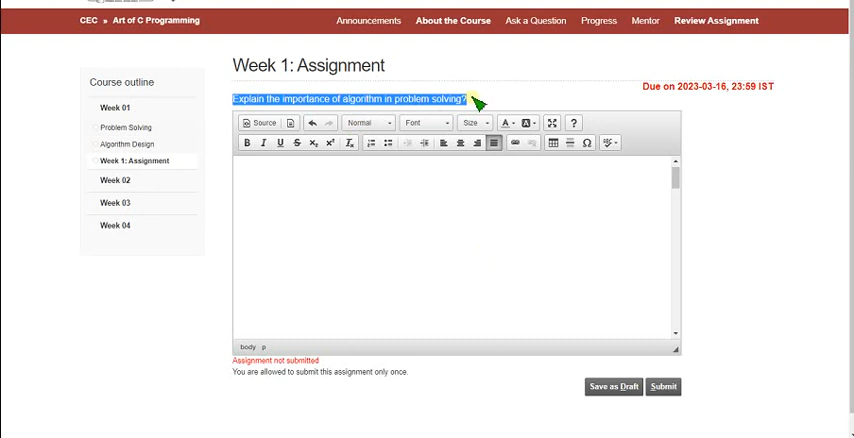 CEC » Art of C Programming
Announcements About the Course Ask a Question Progress Mentor Review Assignment
Course outline
Week 01
Problem Solving
Algorithm Design
Week 1: Assignment
Week 02
Week 03
Week 04
Week 1: Assignment
Due on 2023-03-16, 23:59 IST
Explain the importance of algorithm in problem solving?
Source Normal Font Size A A ?
B I U S x₂ x² Tx Ω
body p
Assignment not submitted
You are allowed to submit this assignment only once.
Save as Draft Submit